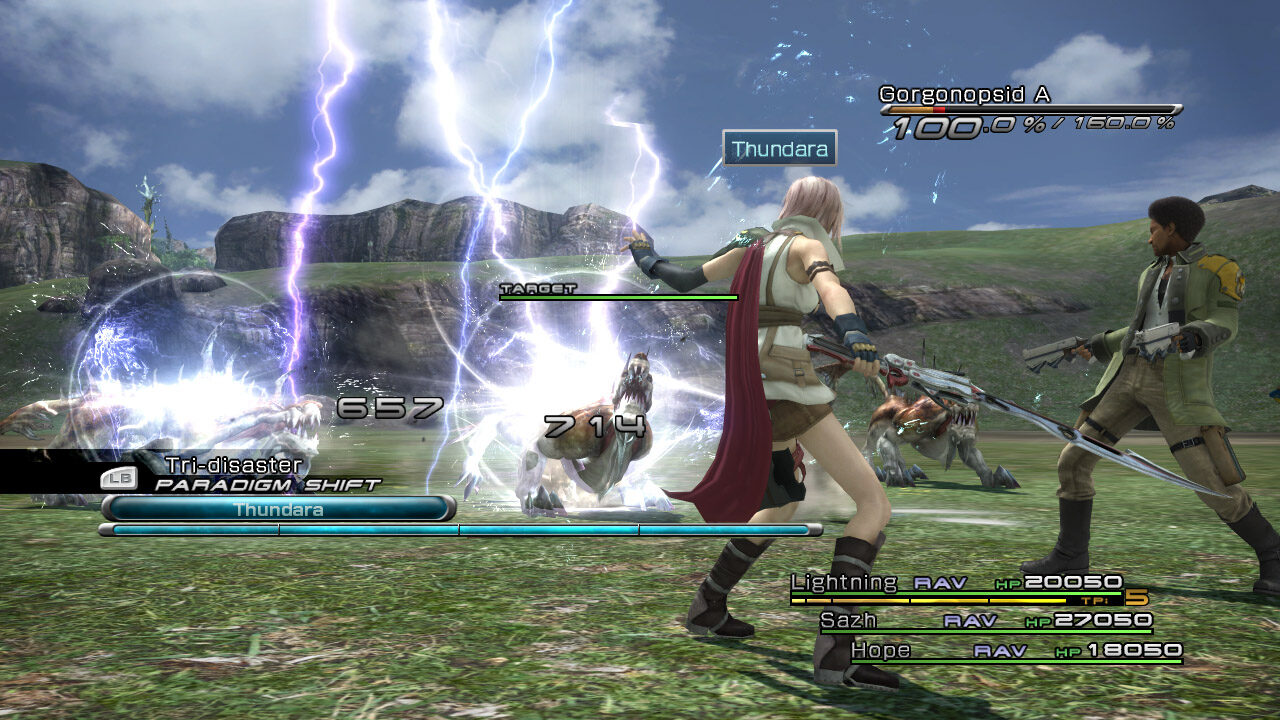 Gorgonopsid A
100.0 % / 160.0 %
Thundara
TARGET
657
714
Tri-disaster
LB PARADIGM SHIFT
Thundara
Lightning RAV HP 20050
TP: 5
Sazh RAV HP 27050
Hope RAV HP 18050